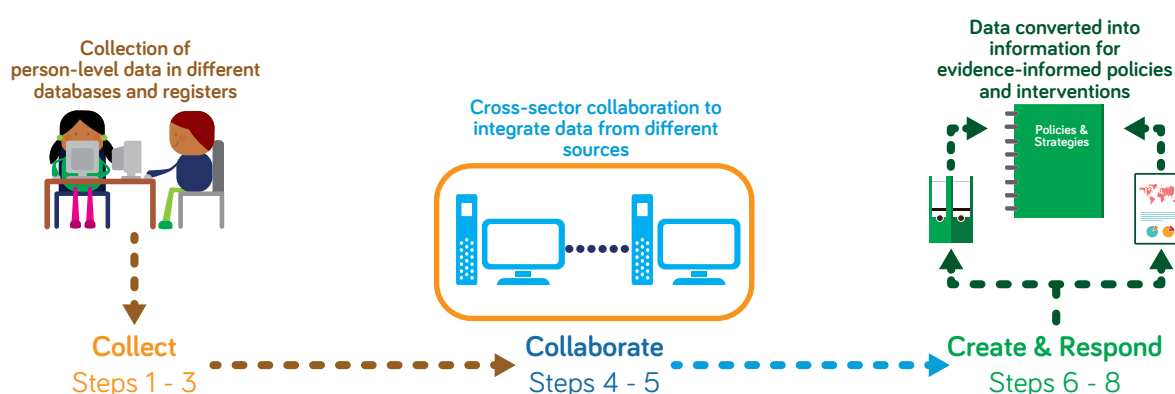 Collection of
person-level data in different
databases and registers
Cross-sector collaboration to
integrate data from different
sources
Data converted into
information for
evidence-informed policies
and interventions
Policies &
Strategies
Collect
Steps 1 - 3
Collaborate
Steps 4 - 5
Create & Respond
Steps 6 - 8